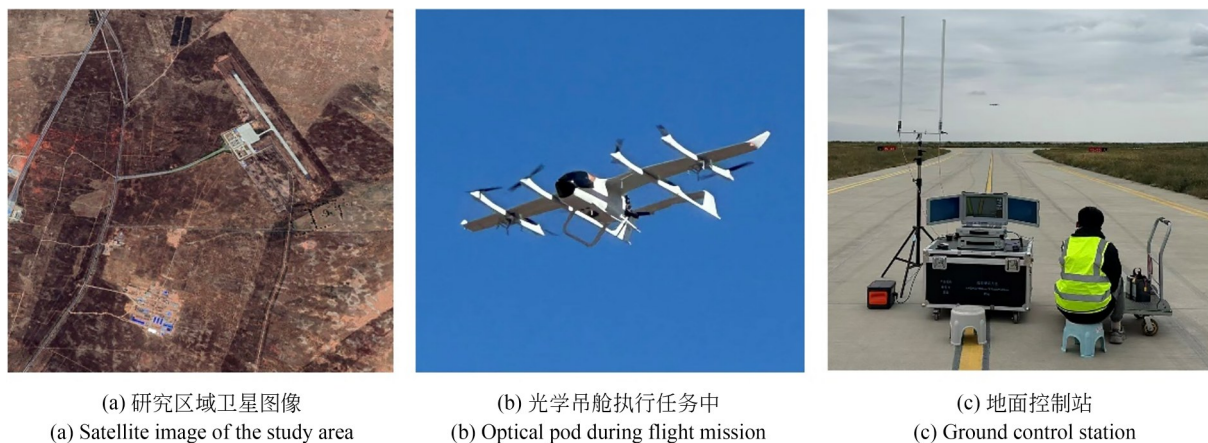 (a) 研究区域卫星图像
(a) Satellite image of the study area
(b) 光学吊舱执行任务中
(b) Optical pod during flight mission
(c) 地面控制站
(c) Ground control station